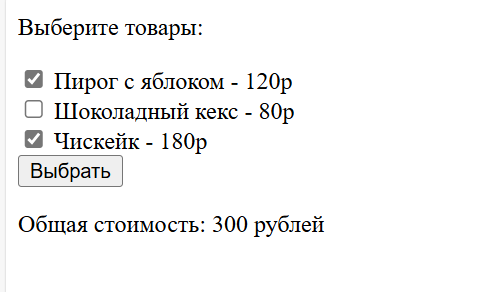 Выберите товары:
Пирог с яблоком - 120р
Шоколадный кекс - 80р
Чискейк - 180р
Выбрать
Общая стоимость: 300 рублей